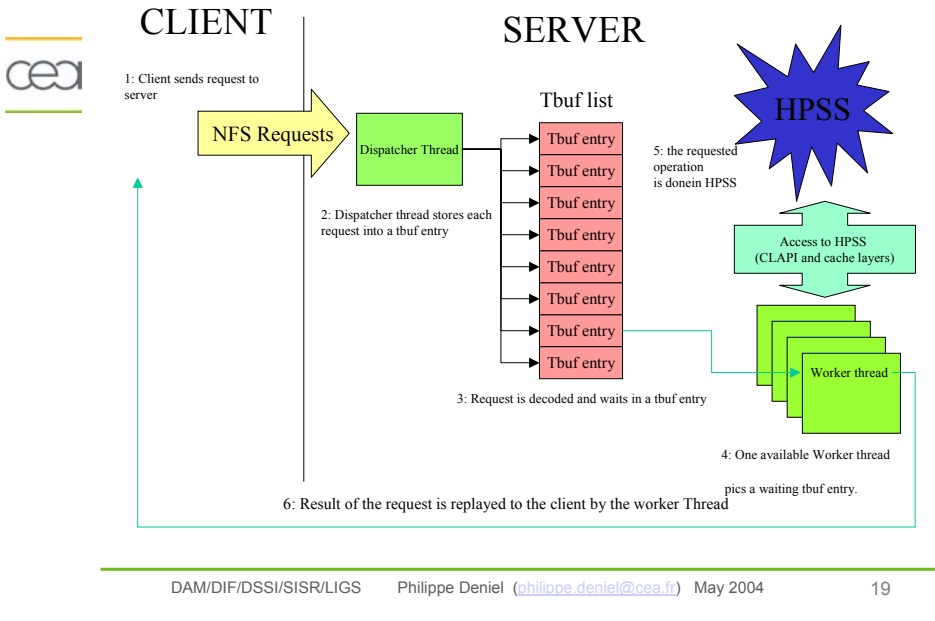 CLIENT
SERVER
cea
1: Client sends request to
server
NFS Requests
Dispatcher Thread
2: Dispatcher thread stores each
request into a tbuf entry
Tbuf list
Tbuf entry
Tbuf entry
Tbuf entry
Tbuf entry
Tbuf entry
Tbuf entry
Tbuf entry
Tbuf entry
3: Request is decoded and waits in a tbuf entry
HPSS
5: the requested
operation
is donein HPSS
Access to HPSS
(CLAPI and cache layers)
Worker thread
4: One available Worker thread
pics a waiting tbuf entry.
6: Result of the request is replayed to the client by the worker Thread
DAM/DIF/DSSI/SISR/LIGS Philippe Deniel (philippe.deniel@cea.fr) May 2004 19